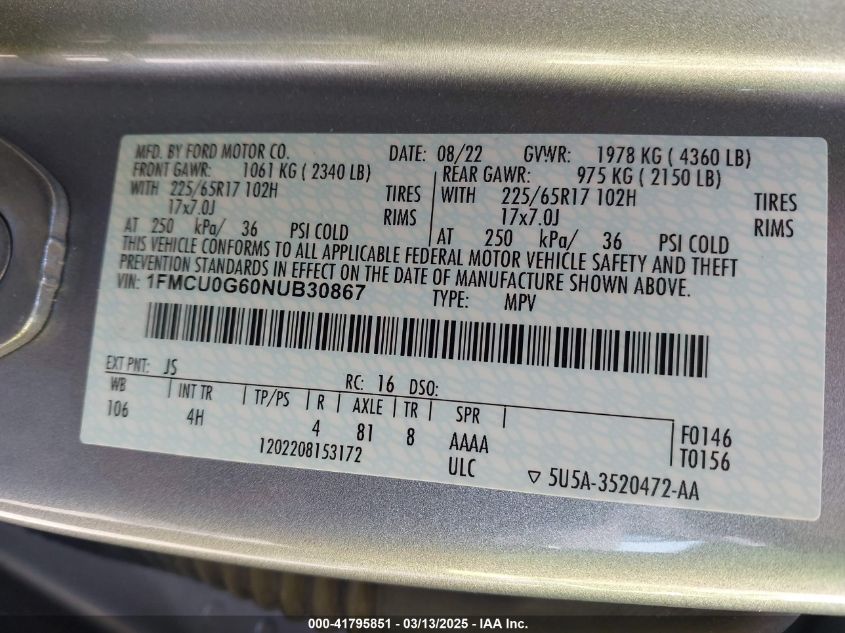 MFD. BY FORD MOTOR CO. DATE: 08/22 GVWR: 1978 KG ( 4360 LB)
FRONT GAWR: 1061 KG ( 2340 LB) REAR GAWR: 975 KG ( 2150 LB)
WITH 225/65R17 102H TIRES WITH 225/65R17 102H TIRES
17x7.0J RIMS 17x7.0J RIMS
AT 250 kPa/ 36 PSI COLD AT 250 kPa/ 36 PSI COLD
THIS VEHICLE CONFORMS TO ALL APPLICABLE FEDERAL MOTOR VEHICLE SAFETY AND THEFT
PREVENTION STANDARDS IN EFFECT ON THE DATE OF MANUFACTURE SHOWN ABOVE.
VIN: 1FMCU0G60NUB30867 TYPE: MPV
EXT PNT: JS RC: 16 DSO:
WB INT TR TP/PS R AXLE TR SPR
106 4H 4 81 8 AAAA F0146
1202208153172 ULC T0156
▽ 5U5A-3520472-AA
000-41795851 - 03/13/2025 - IAA Inc.